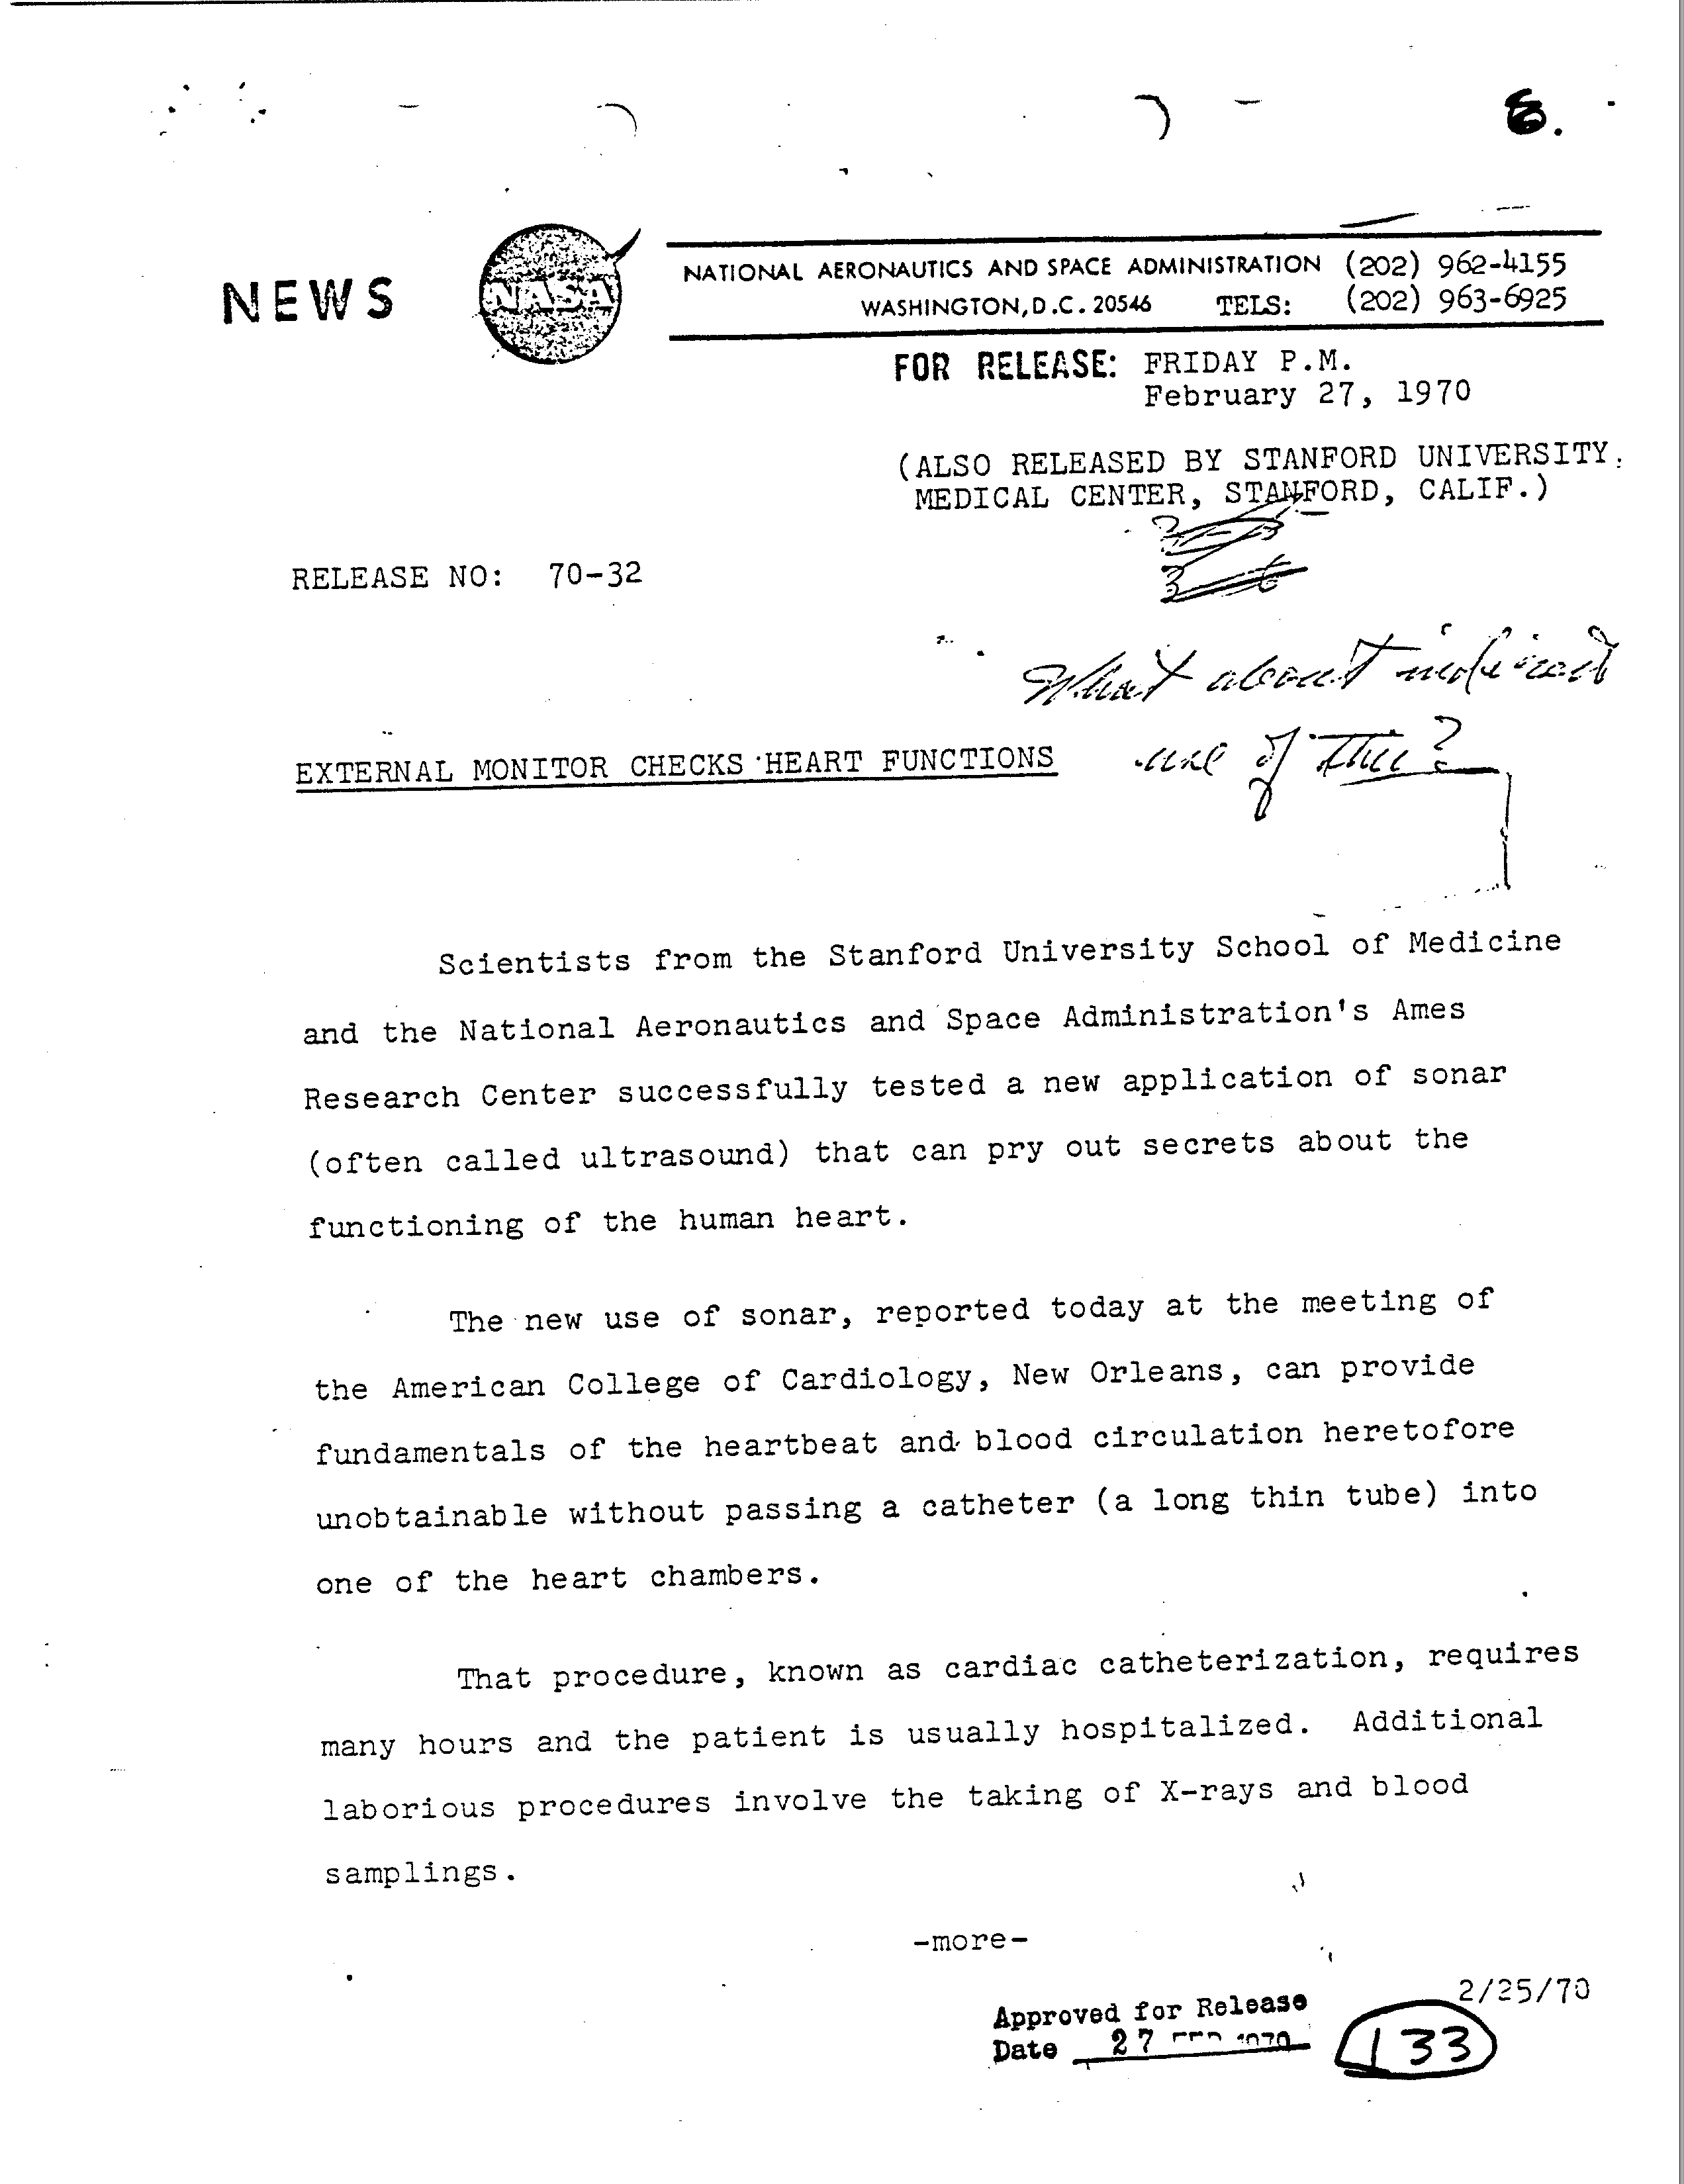 8.
NEWS
NASA
NATIONAL AERONAUTICS AND SPACE ADMINISTRATION (202) 962-4155
WASHINGTON, D.C. 20546 TELS: (202) 963-6925
FOR RELEASE: FRIDAY P.M.
February 27, 1970
(ALSO RELEASED BY STANFORD UNIVERSITY
MEDICAL CENTER, STANFORD, CALIF.)
RELEASE NO: 70-32
What about medical
use of this?
EXTERNAL MONITOR CHECKS HEART FUNCTIONS
Scientists from the Stanford University School of Medicine
and the National Aeronautics and Space Administration's Ames
Research Center successfully tested a new application of sonar
(often called ultrasound) that can pry out secrets about the
functioning of the human heart.
The new use of sonar, reported today at the meeting of
the American College of Cardiology, New Orleans, can provide
fundamentals of the heartbeat and blood circulation heretofore
unobtainable without passing a catheter (a long thin tube) into
one of the heart chambers.
That procedure, known as cardiac catheterization, requires
many hours and the patient is usually hospitalized. Additional
laborious procedures involve the taking of X-rays and blood
samplings.
-more-
2/25/70
Approved for Release
Date 27 FEB 1970
133